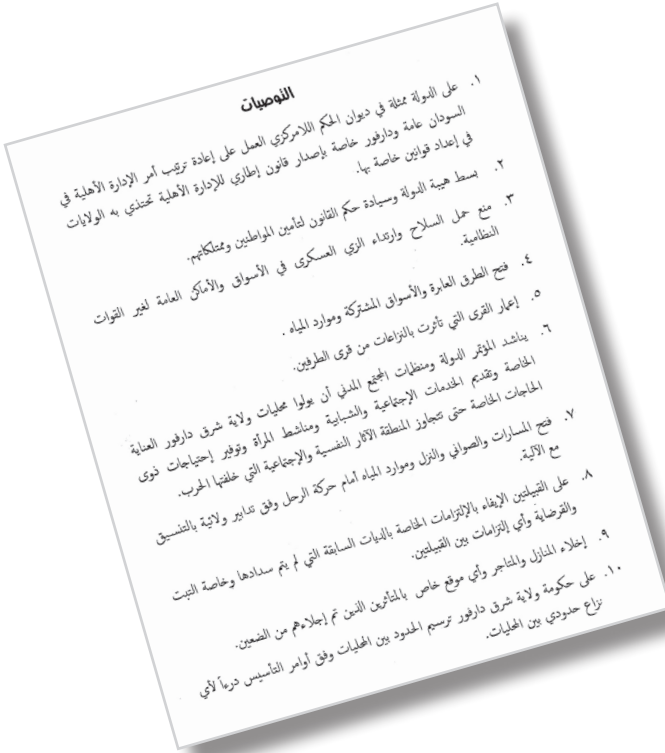 التوصيات
١. على الدولة ممثلة في ديوان الحكم اللامركزي العمل على إعادة ترتيب أمر الإدارة الأهلية في
السودان عامة ودارفور خاصة بإصدار قانون إطاري للإدارة الأهلية تحتذي به الولايات
في إعداد قوانين خاصة بها.
٢. بسط هيبة الدولة وسيادة حكم القانون لتأمين المواطنين وممتلكاتهم.
٣. منع حمل السلاح وارتداء الزي العسكرى في الأسواق والأماكن العامة لغير القوات
النظامية.
٤. فتح الطرق العابرة والأسواق المشتركة وموارد المياه .
٥. إعمار القرى التي تأثرت بالنزاعات من قرى الطرفين.
٦. يناشد المؤتمر الدولة ومنظمات المجتمع المدني أن يولوا محليات ولاية شرق دارفور العناية
الخاصة وتقديم الخدمات الإجتماعية والشبابية ومناشط المرأة وتوفير إحتياجات ذوى
الحاجات الخاصة حتى تتجاوز المنطقة الآثار النفسية والإجتماعية التي خلفتها الحرب.
٧. فتح المسارات والصواني والنزل وموارد المياه أمام حركة الرحل وفق تدابير ولائية بالتنسيق
مع الآلية.
٨. على القبيلتين الإيفاء بالإلتزامات الخاصة بالديات السابقة التي لم يتم سدادها وخاصة التبت
والقرضاية وأي إلتزامات بين القبيلتين.
٩. إخلاء المنازل والمتاجر وأي موقع خاص بالمتأثرين الذين تم إجلاءهم من الضعين.
١٠. على حكومة ولاية شرق دارفور ترسيم الحدود بين المحليات وفق أوامر التأسيس درءاً لأي
نزاع حدودي بين المحليات.